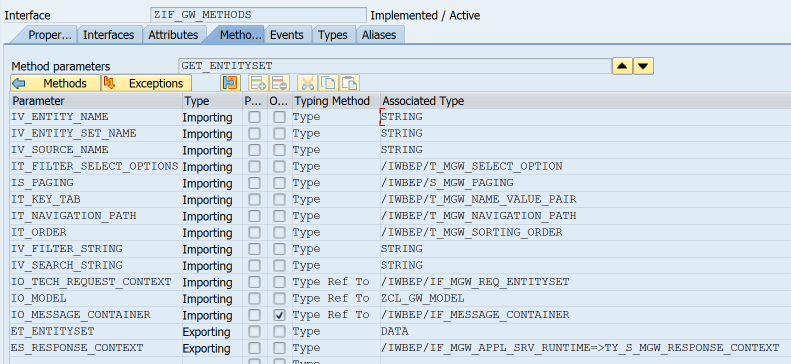 Interface ZIF_GW_METHODS Implemented / Active
Proper... Interfaces Attributes Metho... Events Types Aliases
Method parameters GET_ENTITYSET
Methods Exceptions
Parameter Type P... O... Typing Method Associated Type
IV_ENTITY_NAME Importing Type STRING
IV_ENTITY_SET_NAME Importing Type STRING
IV_SOURCE_NAME Importing Type STRING
IT_FILTER_SELECT_OPTIONS Importing Type /IWBEP/T_MGW_SELECT_OPTION
IS_PAGING Importing Type /IWBEP/S_MGW_PAGING
IT_KEY_TAB Importing Type /IWBEP/T_MGW_NAME_VALUE_PAIR
IT_NAVIGATION_PATH Importing Type /IWBEP/T_MGW_NAVIGATION_PATH
IT_ORDER Importing Type /IWBEP/T_MGW_SORTING_ORDER
IV_FILTER_STRING Importing Type STRING
IV_SEARCH_STRING Importing Type STRING
IO_TECH_REQUEST_CONTEXT Importing Type Ref To /IWBEP/IF_MGW_REQ_ENTITYSET
IO_MODEL Importing Type Ref To ZCL_GW_MODEL
IO_MESSAGE_CONTAINER Importing Type Ref To /IWBEP/IF_MESSAGE_CONTAINER
ET_ENTITYSET Exporting Type DATA
ES_RESPONSE_CONTEXT Exporting Type /IWBEP/IF_MGW_APPL_SRV_RUNTIME=>TY_S_MGW_RESPONSE_CONTEXT